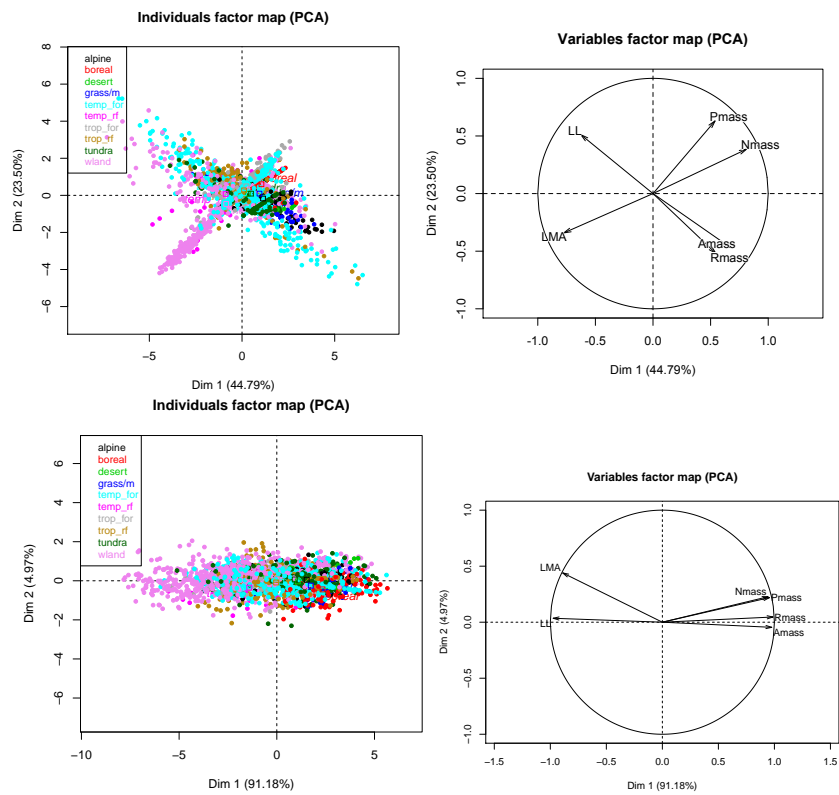 Individuals factor map (PCA)
8
6
4
2
0
−2
−4
−6
Dim 2 (23.50%)
alpine
boreal
desert
grass/m
temp_for
temp_rf
trop_for
trop_rf
tundra
wland
−5
0
5
Dim 1 (44.79%)
Variables factor map (PCA)
1.0
0.5
0.0
−0.5
−1.0
Dim 2 (23.50%)
Pmass
LL
Nmass
LMA
Amass
Rmass
−1.0
−0.5
0.0
0.5
1.0
Dim 1 (44.79%)
Individuals factor map (PCA)
6
4
2
0
−2
−4
−6
Dim 2 (4.97%)
alpine
boreal
desert
grass/m
temp_for
temp_rf
trop_for
trop_rf
tundra
wland
−10
−5
0
5
Dim 1 (91.18%)
Variables factor map (PCA)
1.0
0.5
0.0
−0.5
−1.0
Dim 2 (4.97%)
LMA
Nmass
Pmass
LL
Rmass
Amass
−1.5
−1.0
−0.5
0.0
0.5
1.0
1.5
Dim 1 (91.18%)